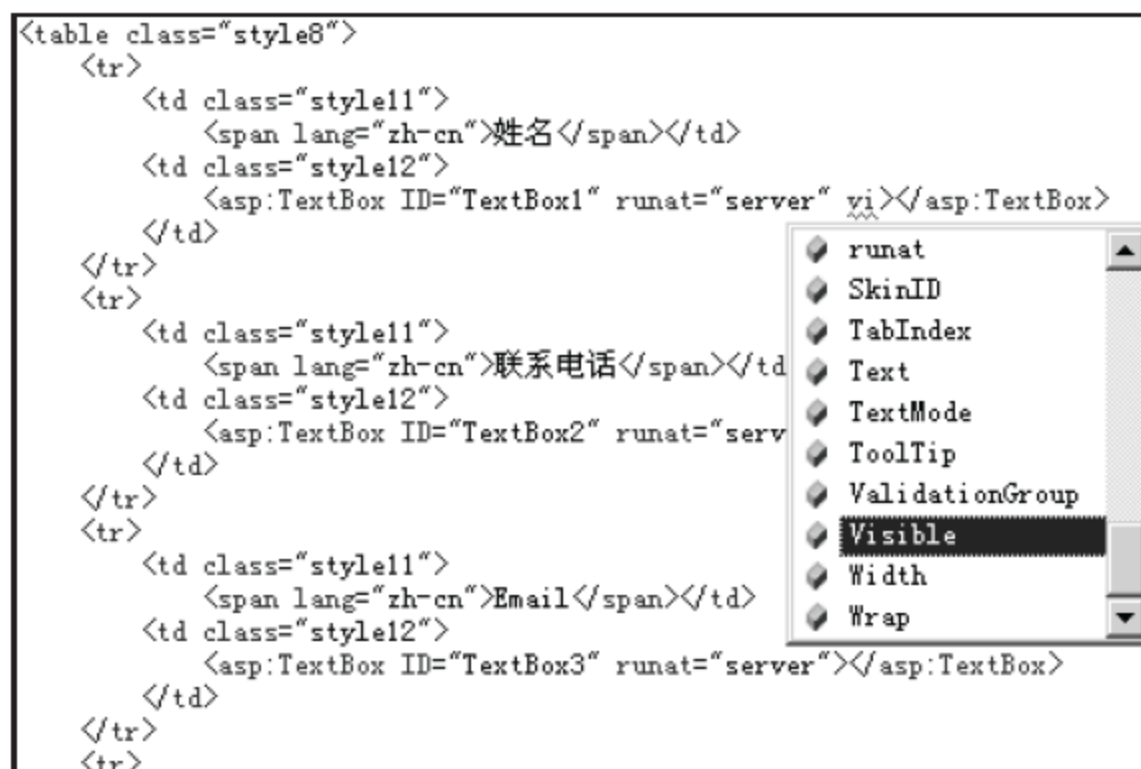 <table class="style8">
<tr>
<td class="style11">
<span lang="zh-cn">姓名</span></td>
<td class="style12">
<asp:TextBox ID="TextBox1" runat="server" vi></asp:TextBox>
</td>
</tr>
<tr>
<td class="style11">
<span lang="zh-cn">联系电话</span></td
<td class="style12">
<asp:TextBox ID="TextBox2" runat="serv
</td>
</tr>
<tr>
<td class="style11">
<span lang="zh-cn">Email</span></td>
<td class="style12">
<asp:TextBox ID="TextBox3" runat="server"></asp:TextBox>
</td>
</tr>
<tr>
runat
SkinID
TabIndex
Text
TextMode
ToolTip
ValidationGroup
Visible
Width
Wrap